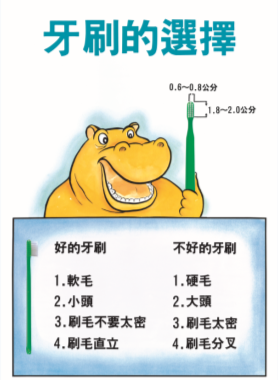 牙刷的選擇
0.6～0.8公分
1.8～2.0公分
好的牙刷
1.軟毛
2.小頭
3.刷毛不要太密
4.刷毛直立
不好的牙刷
1.硬毛
2.大頭
3.刷毛太密
4.刷毛分叉